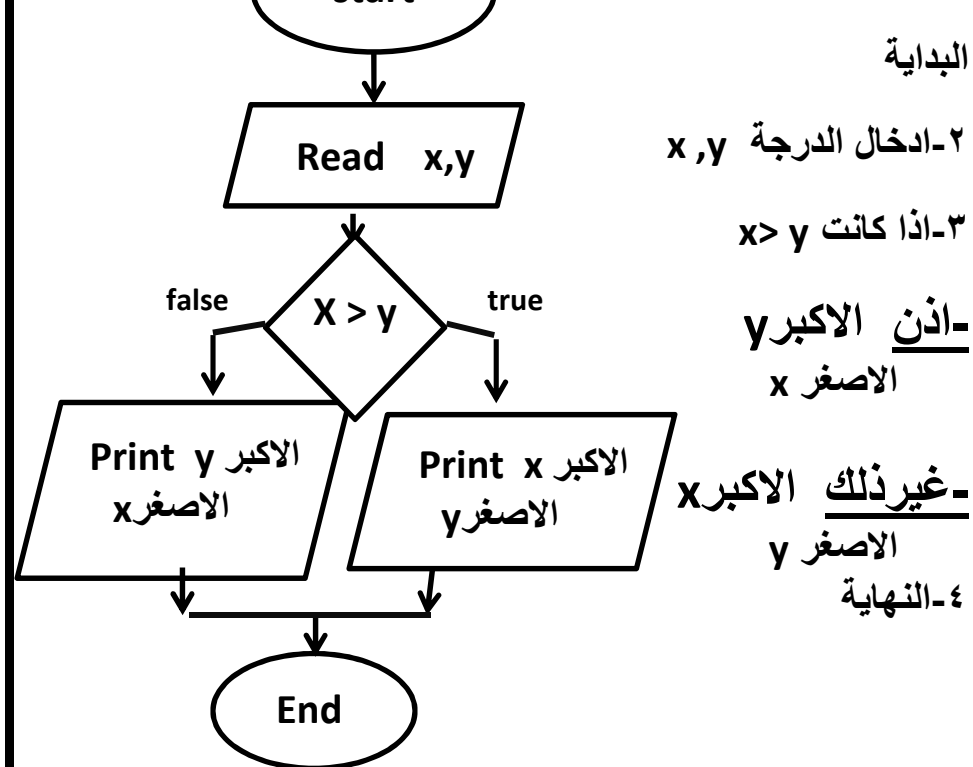 Start
Read x,y
X > y
false
true
Print y الاكبر
الاصغرx
Print x الاكبر
الاصغرy
End
البداية
٢-ادخال الدرجة x ,y
٣-اذا كانت x> y
-اذن الاكبرy
الاصغر x
-غيرذلك الاكبرx
الاصغر y
٤-النهاية